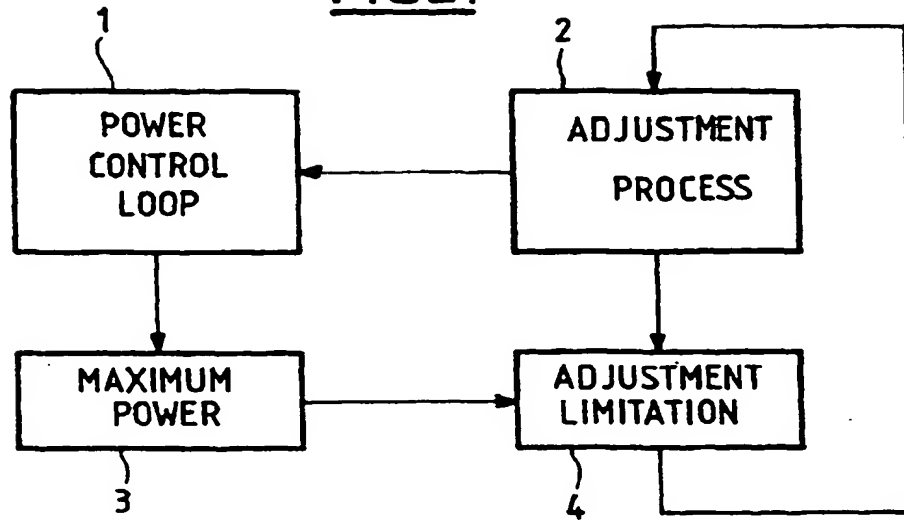 1
2
POWER
CONTROL
LOOP
ADJUSTMENT
PROCESS
MAXIMUM
POWER
ADJUSTMENT
LIMITATION
3
4